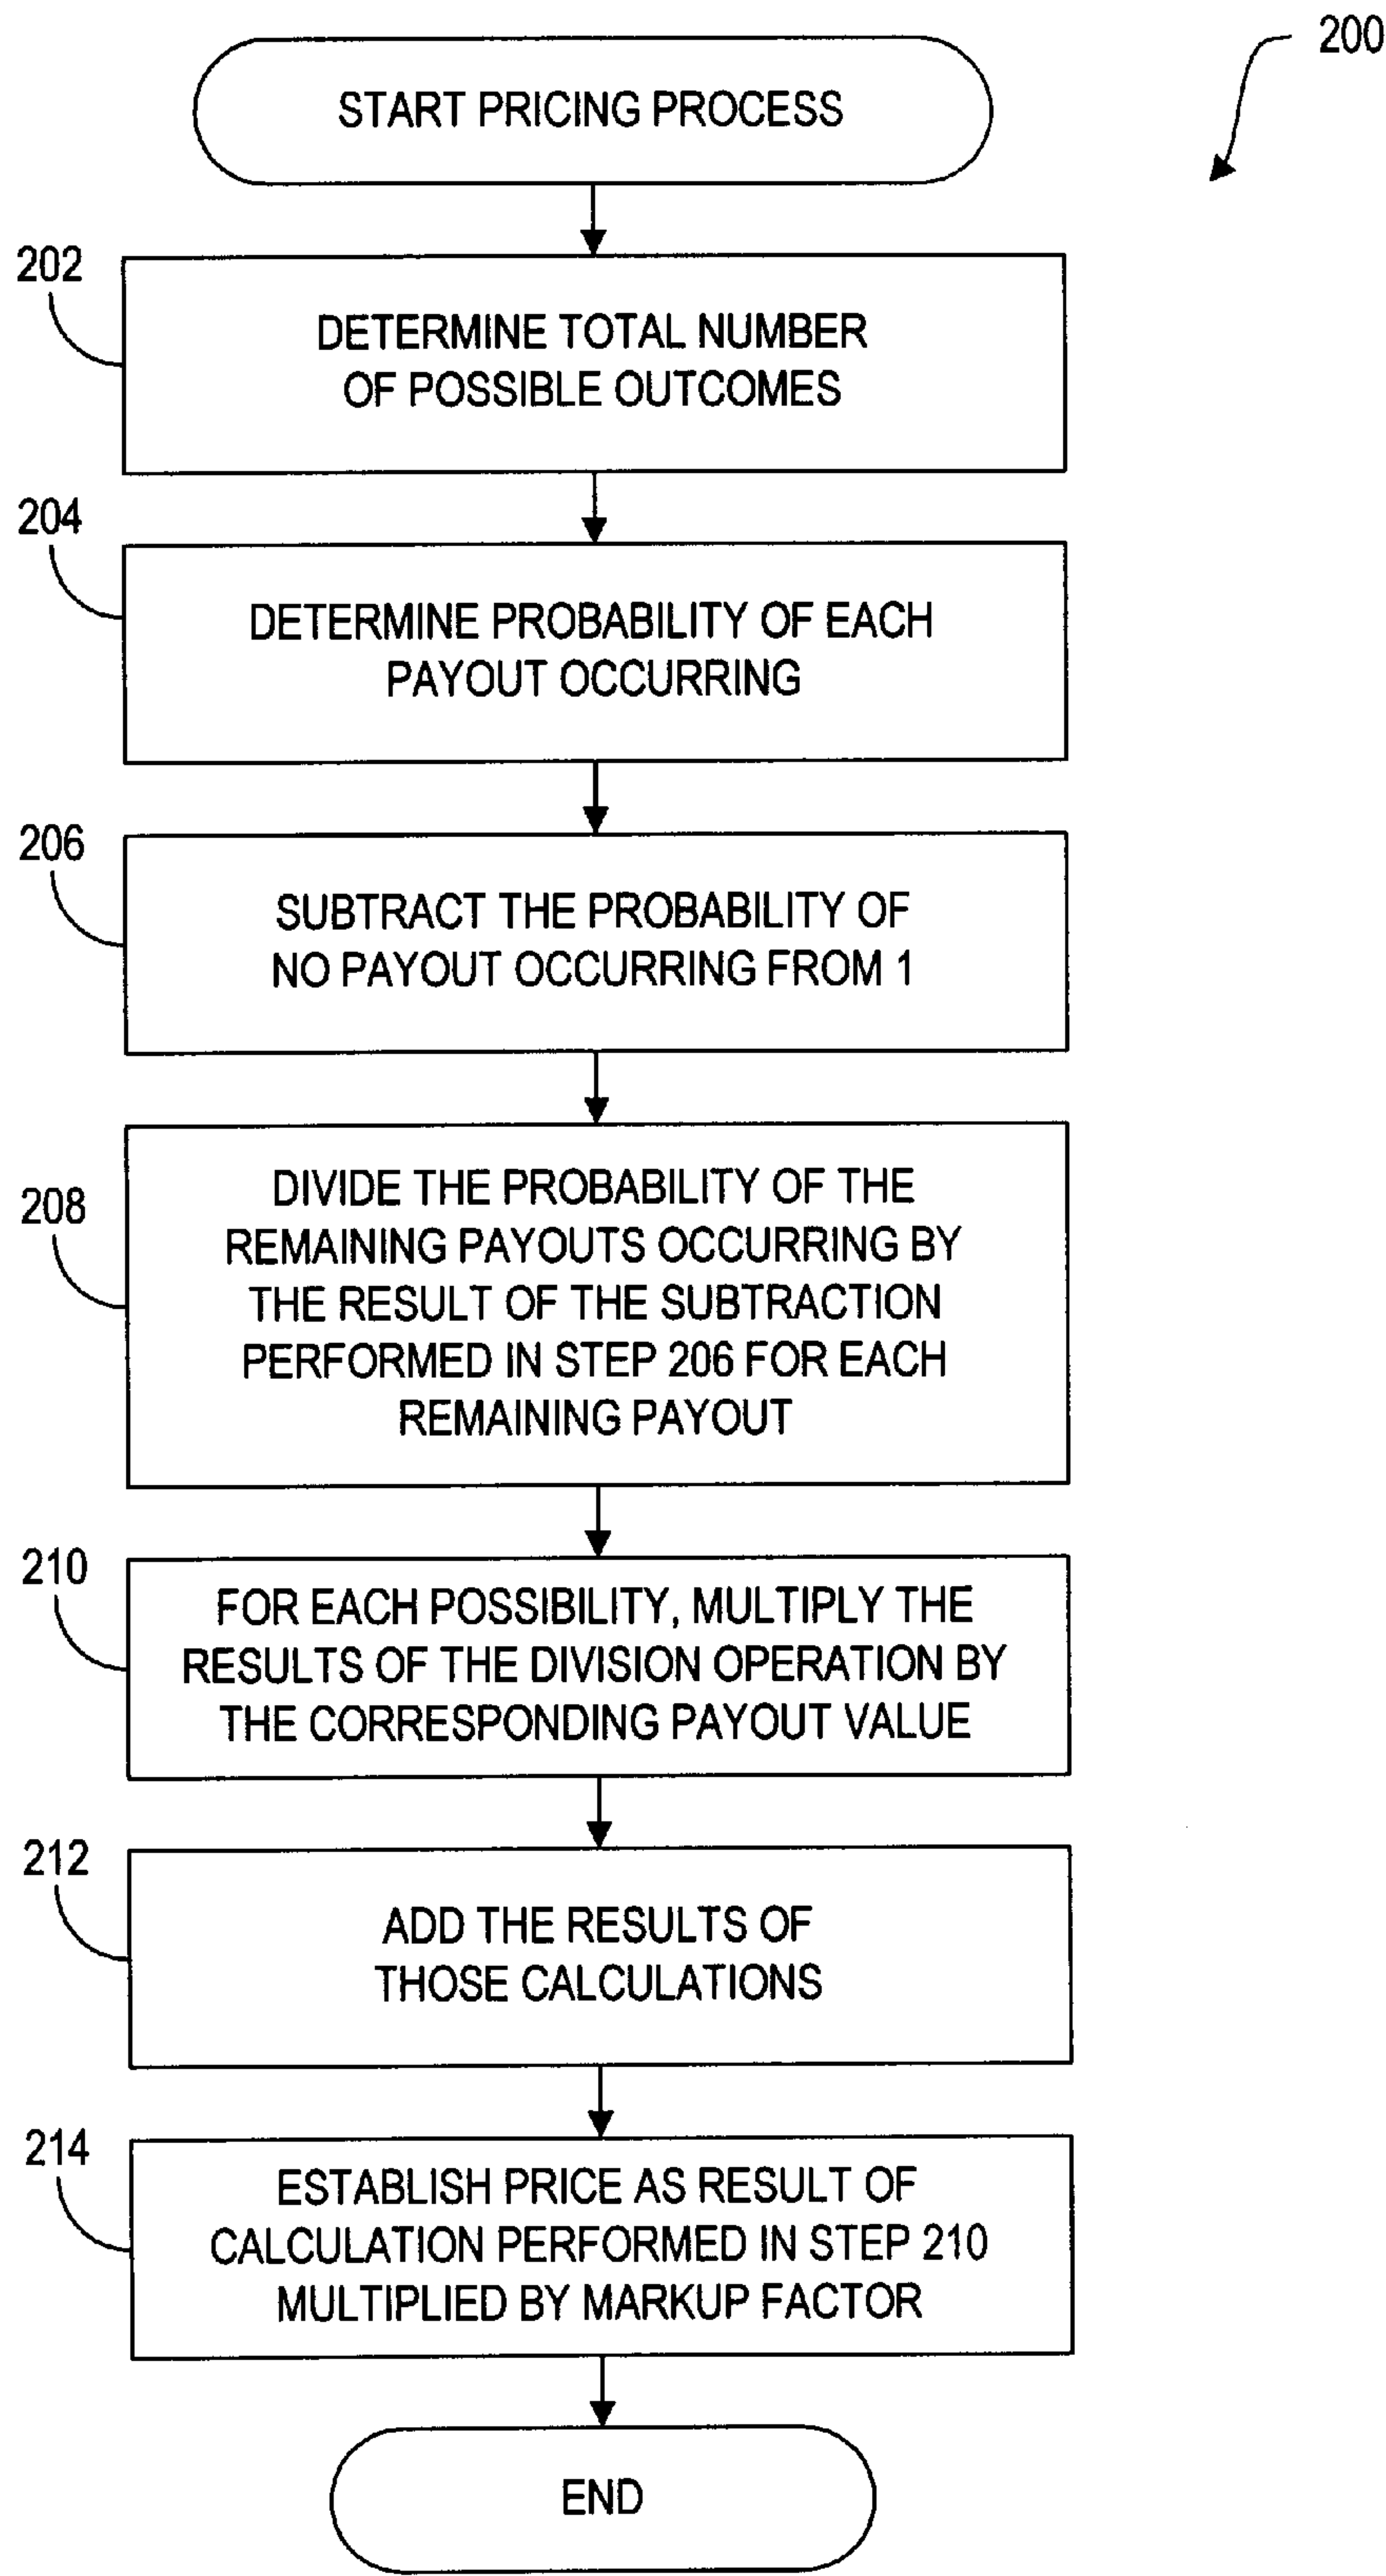 200
START PRICING PROCESS
202
DETERMINE TOTAL NUMBER
OF POSSIBLE OUTCOMES
204
DETERMINE PROBABILITY OF EACH
PAYOUT OCCURRING
206
SUBTRACT THE PROBABILITY OF
NO PAYOUT OCCURRING FROM 1
208
DIVIDE THE PROBABILITY OF THE
REMAINING PAYOUTS OCCURRING BY
THE RESULT OF THE SUBTRACTION
PERFORMED IN STEP 206 FOR EACH
REMAINING PAYOUT
210
FOR EACH POSSIBILITY, MULTIPLY THE
RESULTS OF THE DIVISION OPERATION BY
THE CORRESPONDING PAYOUT VALUE
212
ADD THE RESULTS OF
THOSE CALCULATIONS
214
ESTABLISH PRICE AS RESULT OF
CALCULATION PERFORMED IN STEP 210
MULTIPLIED BY MARKUP FACTOR
END